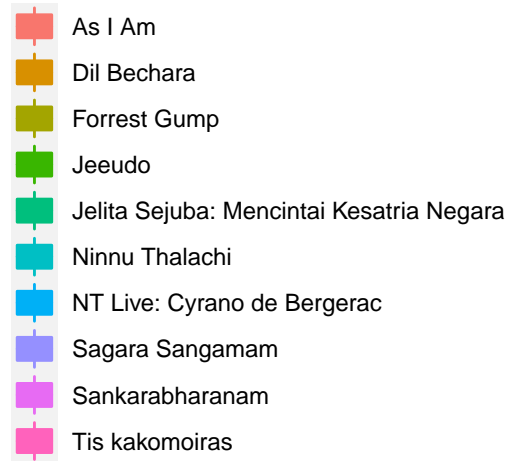 As I Am
Dil Bechara
Forrest Gump
Jeeudo
Jelita Sejuba: Mencintai Kesatria Negara
Ninnu Thalachi
NT Live: Cyrano de Bergerac
Sagara Sangamam
Sankarabharanam
Tis kakomoiras